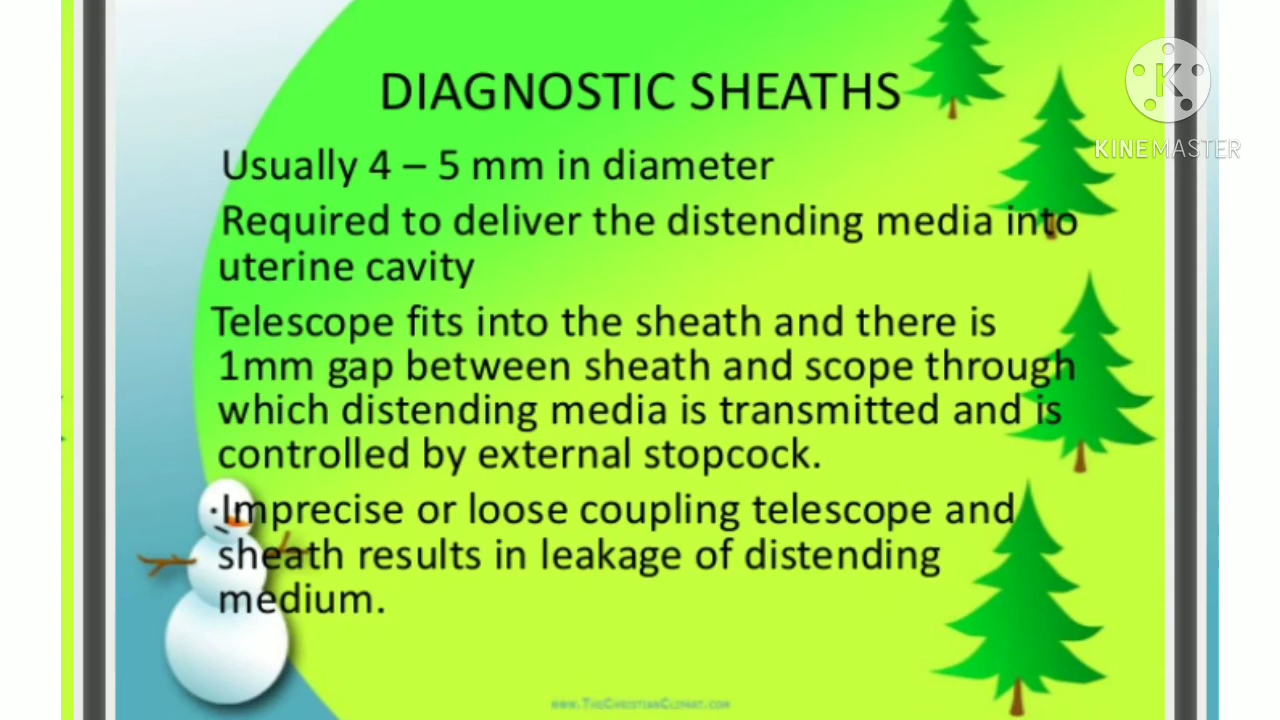 DIAGNOSTIC SHEATHS
KINEMASTER
Usually 4 – 5 mm in diameter
Required to deliver the distending media into
uterine cavity
Telescope fits into the sheath and there is
1mm gap between sheath and scope through
which distending media is transmitted and is
controlled by external stopcock.
·Imprecise or loose coupling telescope and
sheath results in leakage of distending
medium.
www.TheChristianClipart.com